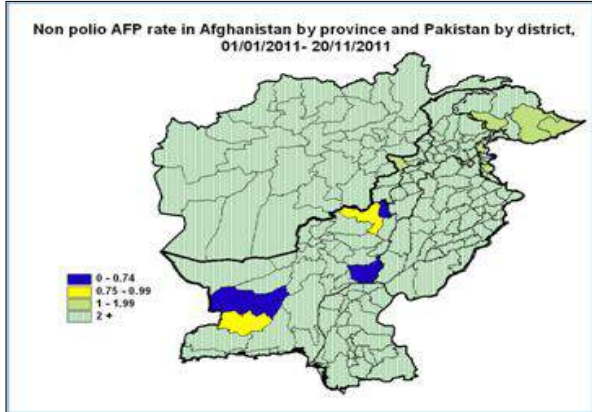 Non polio AFP rate in Afghanistan by province and Pakistan by district,
01/01/2011- 20/11/2011
0 - 0.74
0.75 - 0.99
1 - 1.99
2 +